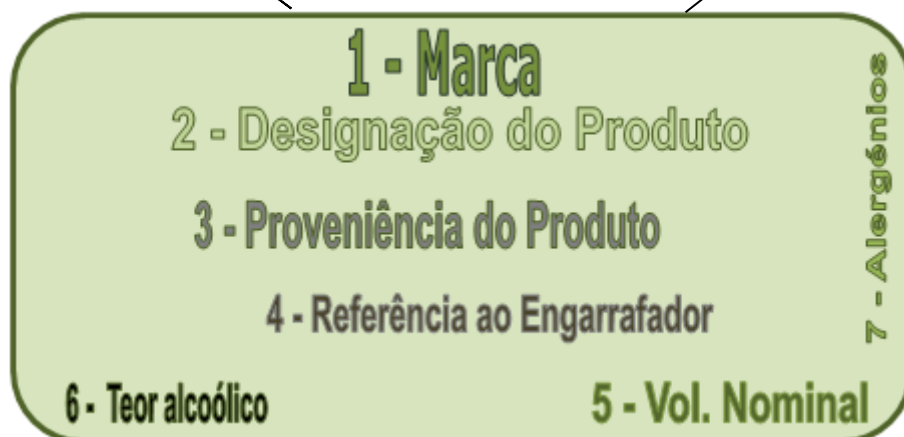 1 - Marca
2 - Designação do Produto
3 - Proveniência do Produto
4 - Referência ao Engarrafador
6 - Teor alcoólico
5 - Vol. Nominal
7 - Alergénios